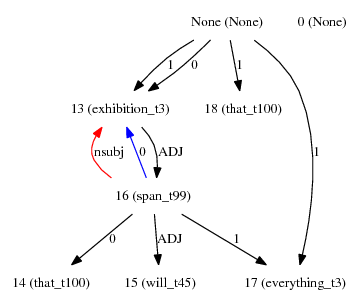 None (None) 0 (None)
1 0 1
13 (exhibition_t3) 18 (that_t100)
nsubj 0 ADJ 1
16 (span_t99)
0 ADJ 1
14 (that_t100) 15 (will_t45) 17 (everything_t3)